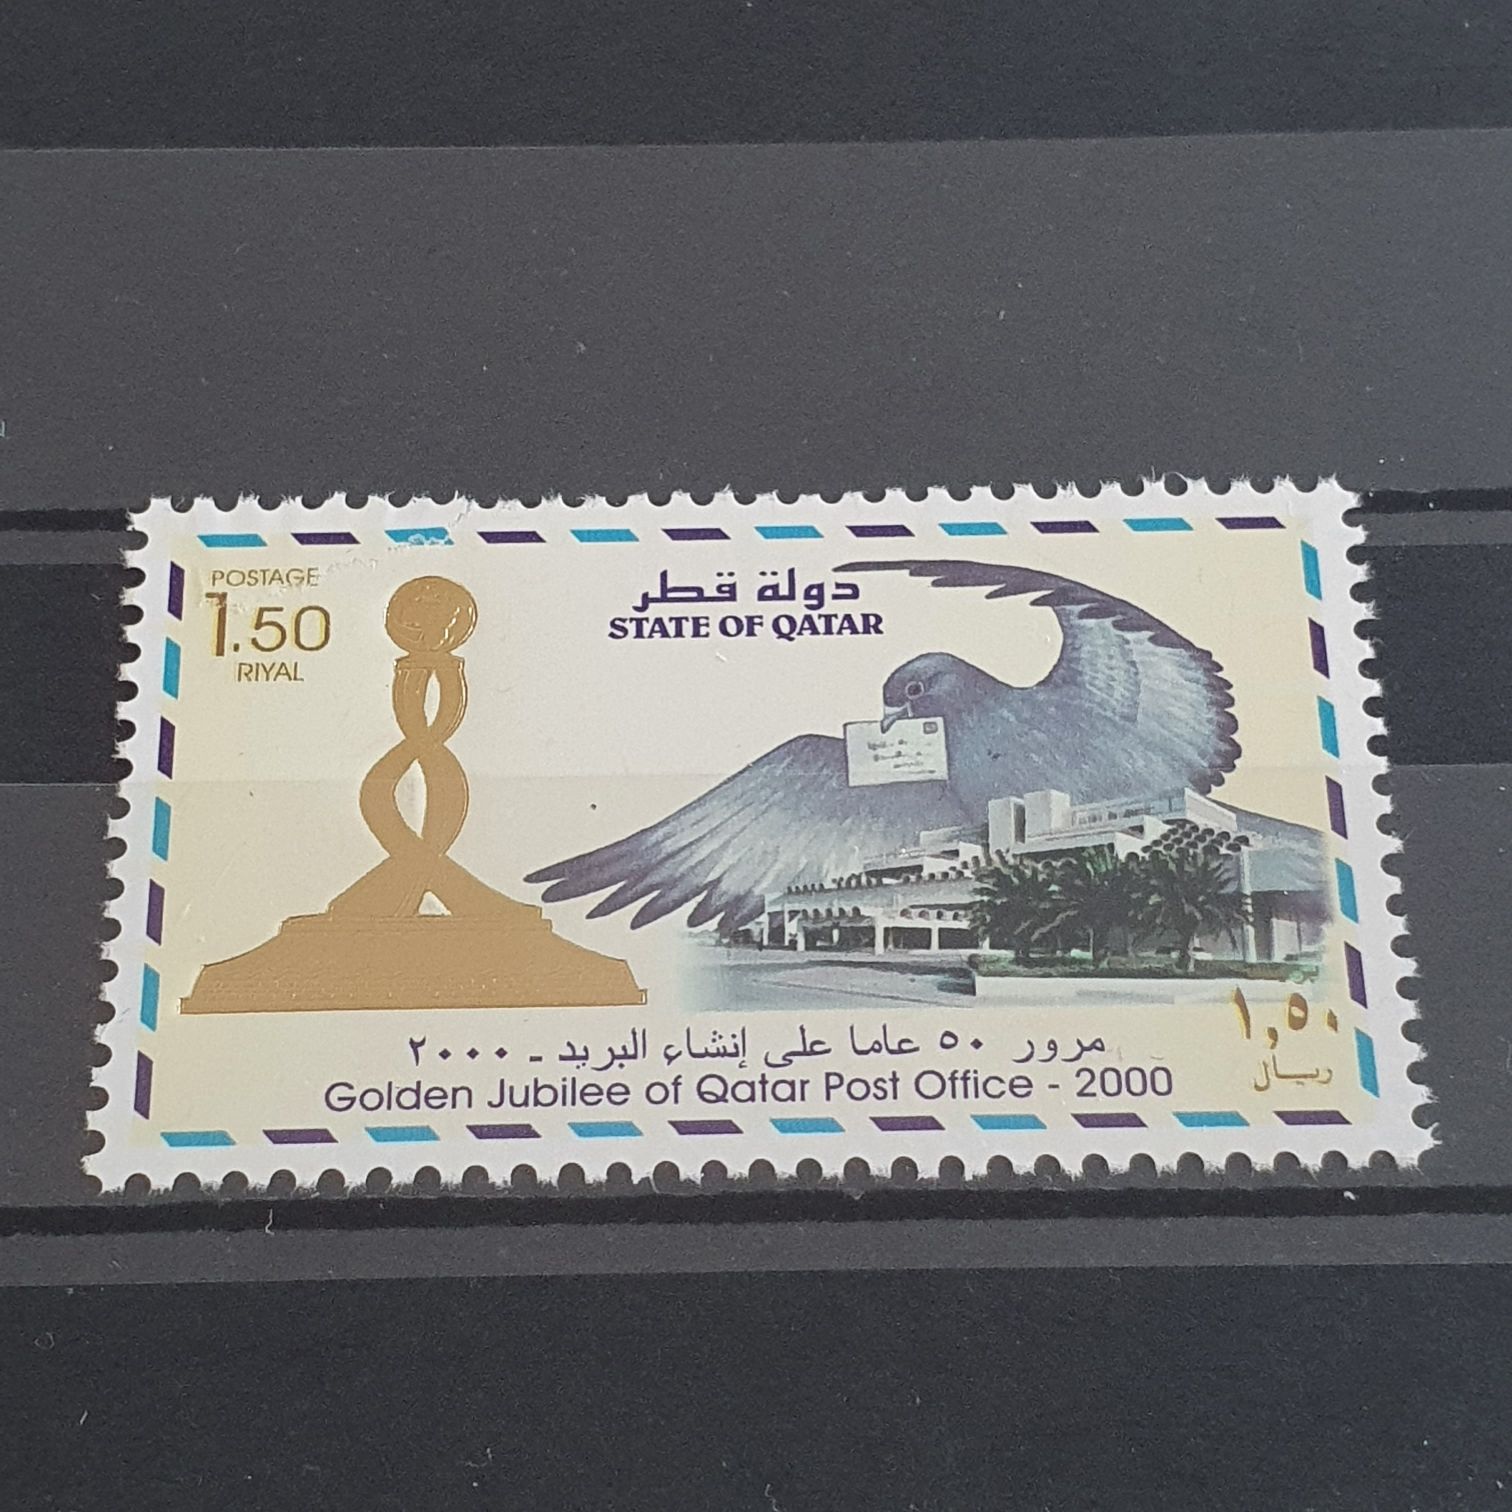 POSTAGE
1.50
RIYAL
دولة قطر
STATE OF QATAR
١,٥٠
ريال
مرور ٥٠ عاما على إنشاء البريد - ٢٠٠٠
Golden Jubilee of Qatar Post Office - 2000